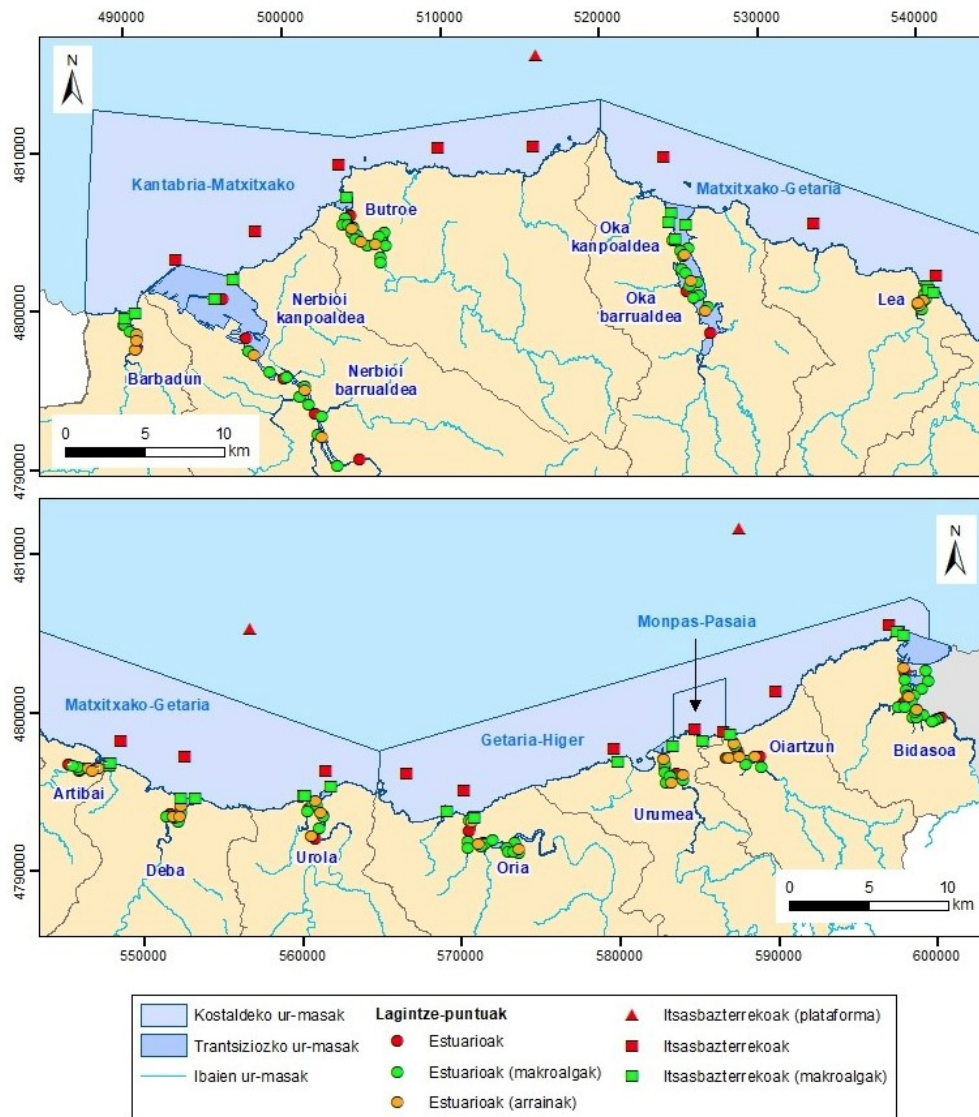 490000 500000 510000 520000 530000 540000
N
4810000
Kantabria-Matxitxako
Matxitxako-Getaria
Butroe
Oka
kanpoaldea
Nerbioi
kanpoaldea
Oka
barrualdea
Lea
4800000
Nerbioi
barrualdea
Barbadun
0 5 10
km
4790000
N
4810000
Monpas-Pasaia
Matxitxako-Getaria
4800000
Getaria-Higer
Oiartzun
Bidasoa
Artibai
Urumea
Deba
Urola
Oria
4790000
0 5 10
km
550000 560000 570000 580000 590000 600000
Kostaldeko ur-masak
Trantsiziozko ur-masak
Ibaien ur-masak
Lagintze-puntuak
Estuarioak
Estuarioak (makroalgak)
Estuarioak (arrainak)
Itsasbazterrekoak (plataforma)
Itsasbazterrekoak
Itsasbazterrekoak (makroalgak)